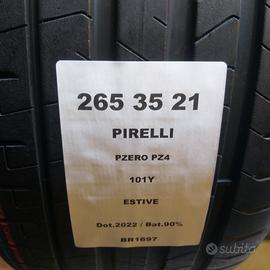 265 35 21
PIRELLI
PZERO PZ4
101Y
ESTIVE
Dot.2022 / Bat.90%
BR1697
subito